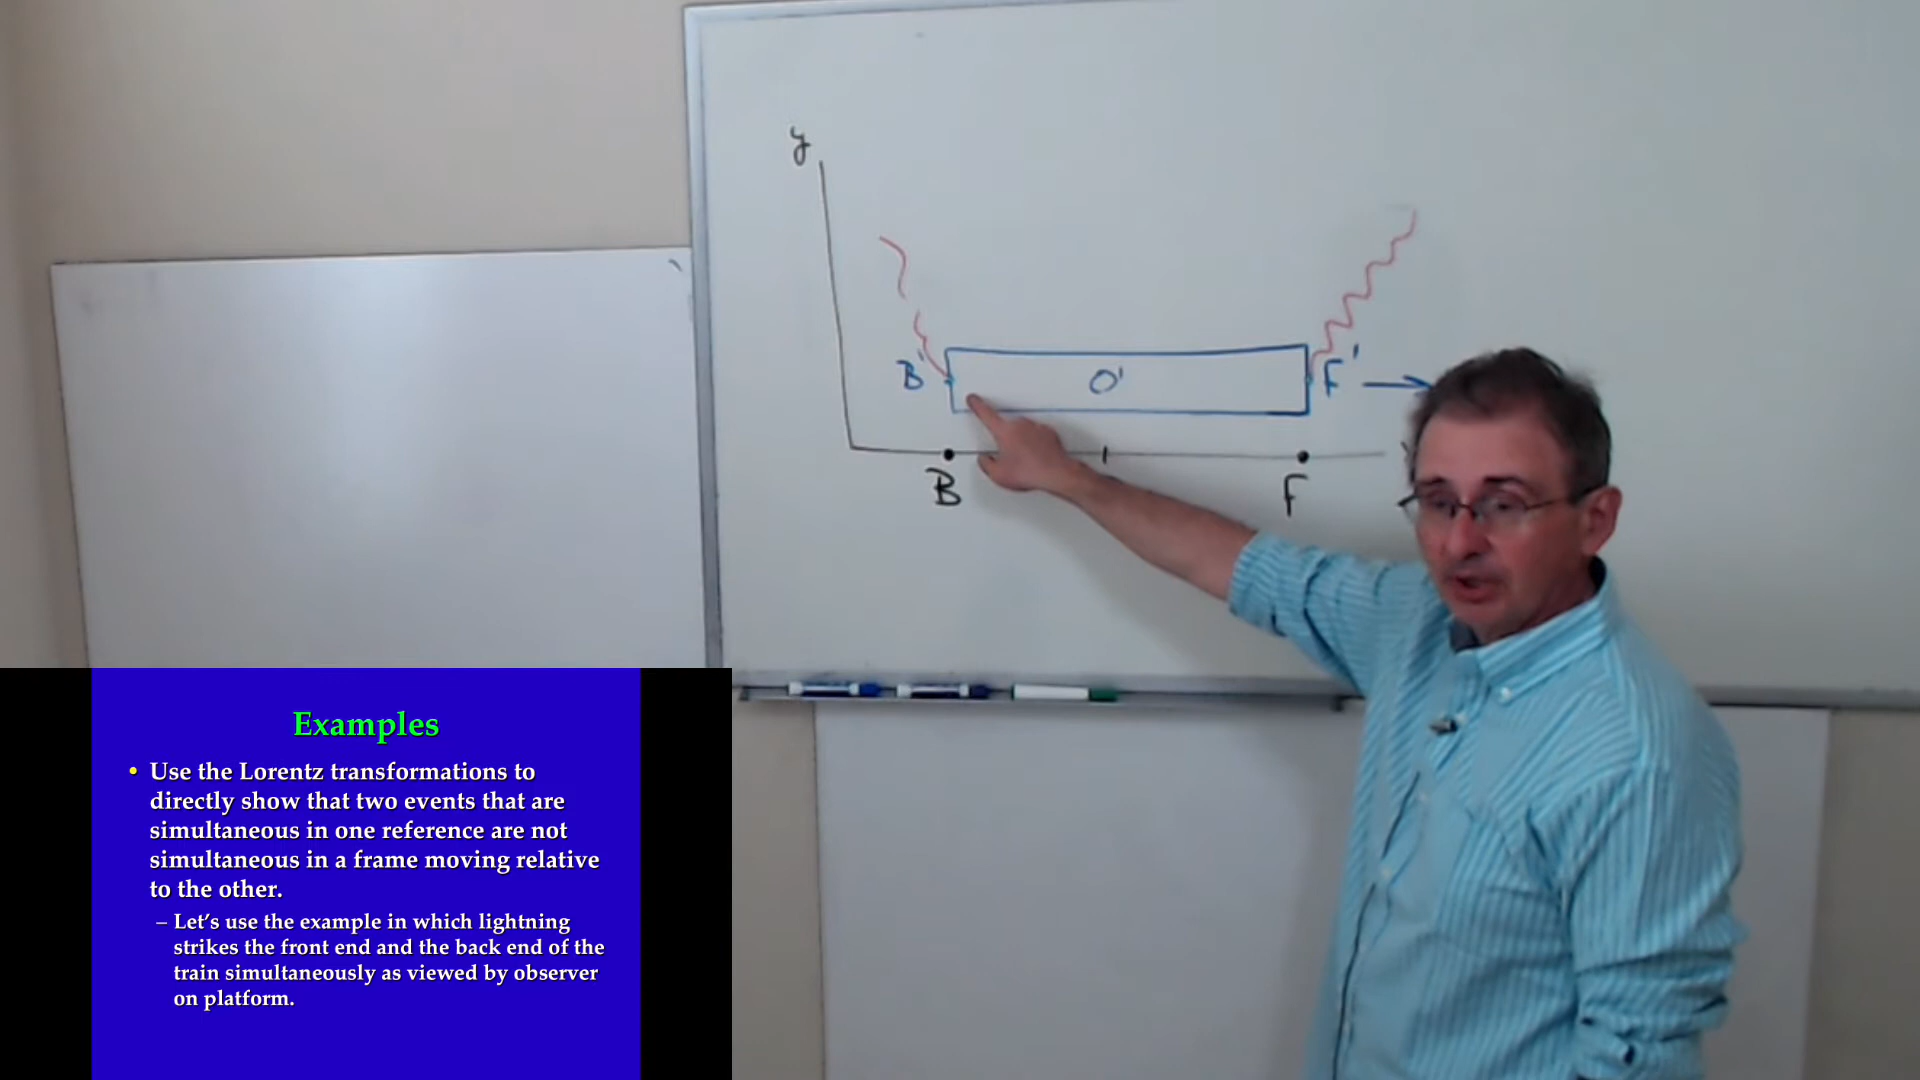 y
B' O' F'
B F
Examples
• Use the Lorentz transformations to
directly show that two events that are
simultaneous in one reference are not
simultaneous in a frame moving relative
to the other.
– Let's use the example in which lightning
strikes the front end and the back end of the
train simultaneously as viewed by observer
on platform.